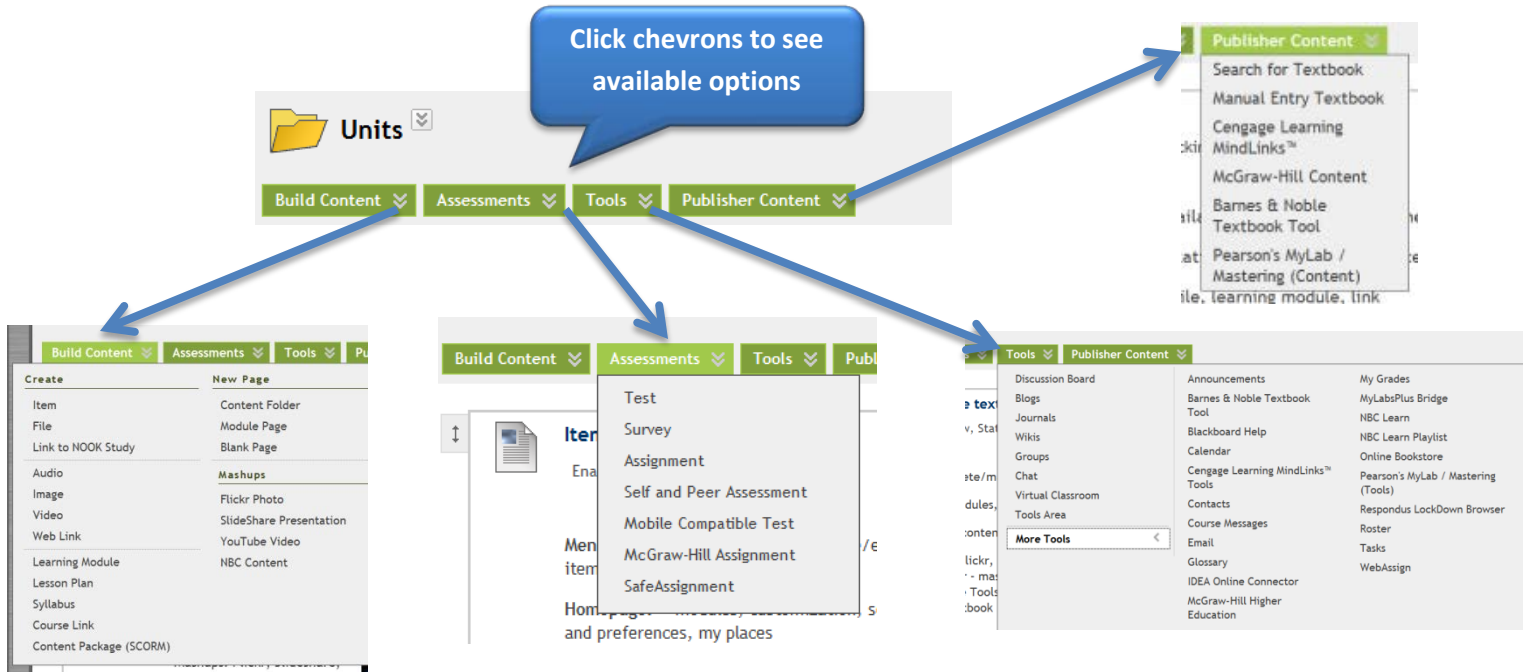 Click chevrons to see
available options
Units
Build Content
Assessments
Tools
Publisher Content
Publisher Content
Search for Textbook
Manual Entry Textbook
Cengage Learning
MindLinks™
McGraw-Hill Content
Barnes & Noble
Textbook Tool
Pearson's MyLab /
Mastering (Content)
ile, learning module, link
Build Content
Assessments
Tools
Create
Item
File
Link to NOOK Study
Audio
Image
Video
Web Link
Learning Module
Lesson Plan
Syllabus
Course Link
Content Package (SCORM)
New Page
Content Folder
Module Page
Blank Page
Mashups
Flickr Photo
SlideShare Presentation
YouTube Video
NBC Content
Build Content
Assessments
Tools
Publ
Test
Survey
Assignment
Self and Peer Assessment
Mobile Compatible Test
McGraw-Hill Assignment
SafeAssignment
Iter
Ena
Men
item
and preferences, my places
Tools
Publisher Content
Discussion Board
Blogs
Journals
Wikis
Groups
Chat
Virtual Classroom
Tools Area
More Tools
Announcements
Barnes & Noble Textbook
Tool
Blackboard Help
Calendar
Cengage Learning MindLinks™
Tools
Contacts
Course Messages
Email
Glossary
IDEA Online Connector
McGraw-Hill Higher
Education
My Grades
MyLabsPlus Bridge
NBC Learn
NBC Learn Playlist
Online Bookstore
Pearson's MyLab / Mastering
(Tools)
Respondus LockDown Browser
Roster
Tasks
WebAssign